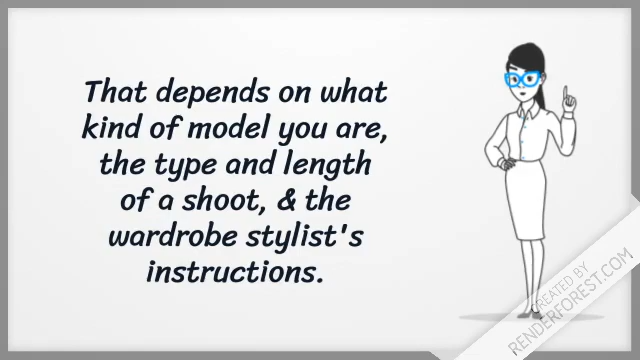 That depends on what
kind of model you are,
the type and length
of a shoot, & the
wardrobe stylist's
instructions.
CREATED BY
RENDERFOREST.COM